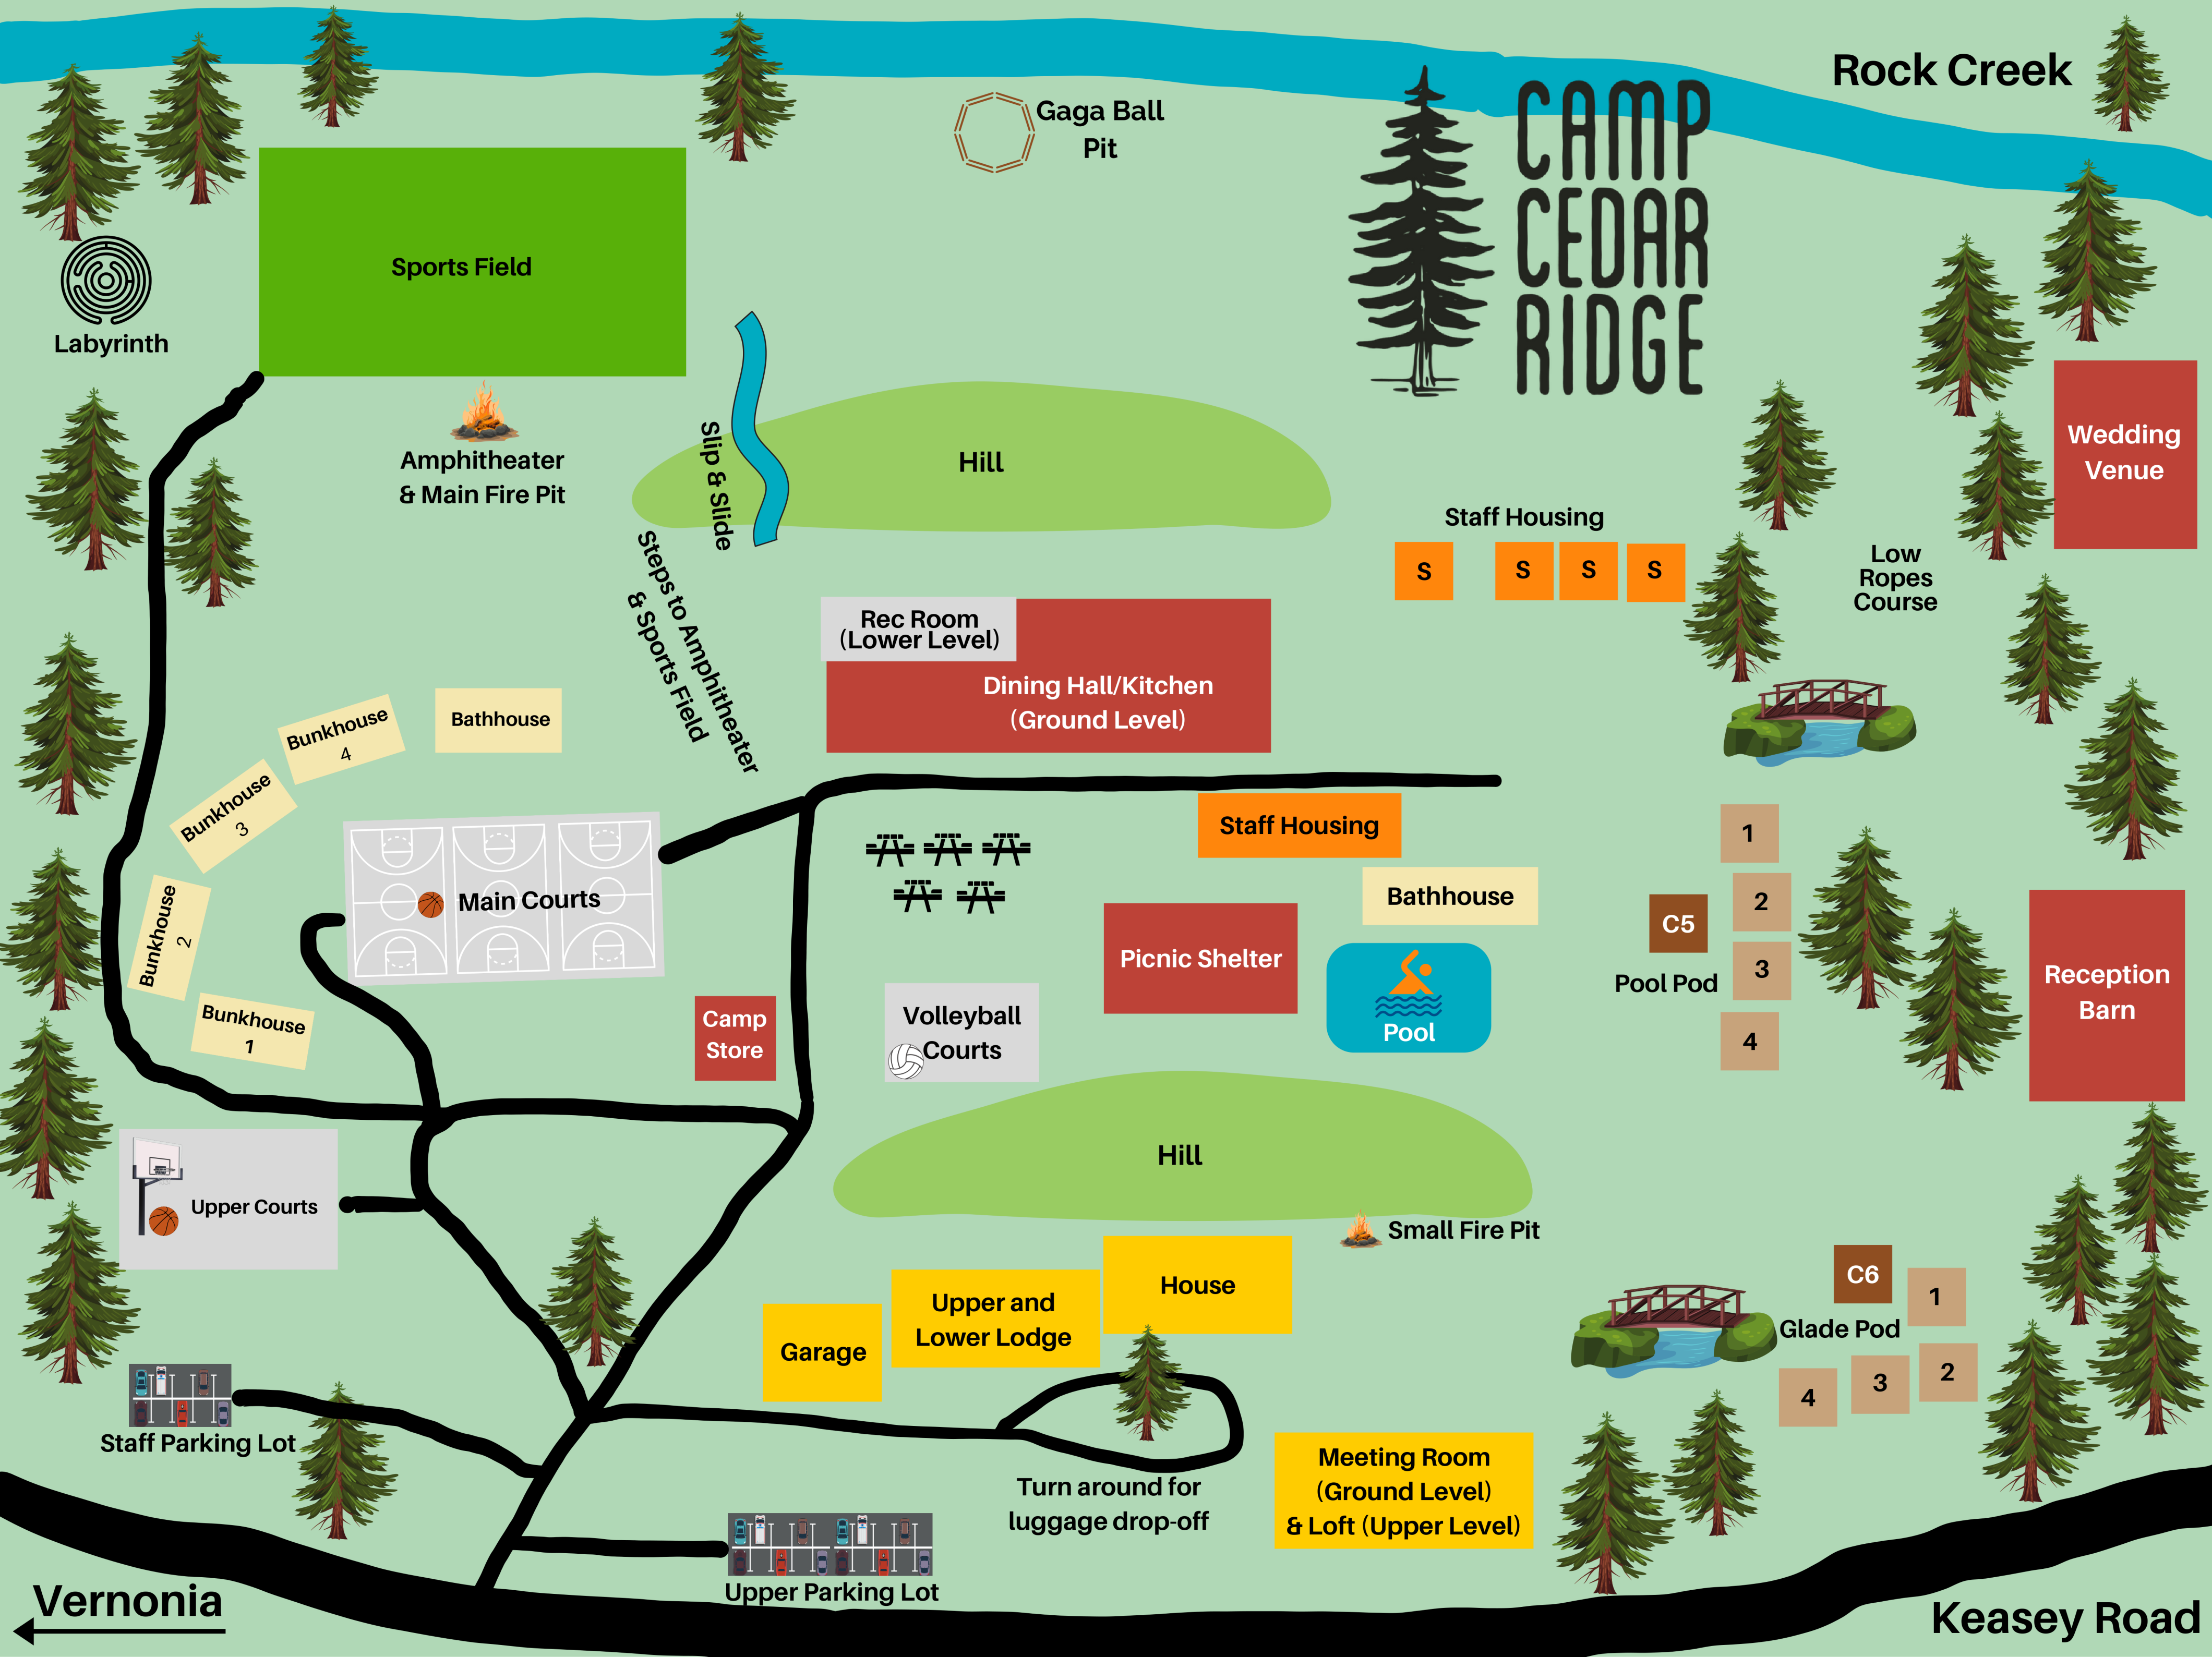 Rock Creek
CAMP
CEDAR
RIDGE
Gaga Ball
Pit
Sports Field
Labyrinth
Amphitheater
& Main Fire Pit
Slip & Slide
Hill
Wedding
Venue
Staff Housing
S
S
S
S
Low
Ropes
Course
Steps to Amphitheater
& Sports Field
Rec Room
(Lower Level)
Dining Hall/Kitchen
(Ground Level)
Bunkhouse
4
Bathhouse
Bunkhouse
3
Bunkhouse
2
Bunkhouse
1
Main Courts
Staff Housing
Bathhouse
Picnic Shelter
Pool
Camp
Store
Volleyball
Courts
1
2
C5
3
Pool Pod
4
Reception
Barn
Hill
Upper Courts
Small Fire Pit
House
Upper and
Lower Lodge
Garage
C6
1
Glade Pod
2
3
4
Staff Parking Lot
Turn around for
luggage drop-off
Meeting Room
(Ground Level)
& Loft (Upper Level)
Upper Parking Lot
Vernonia
Keasey Road